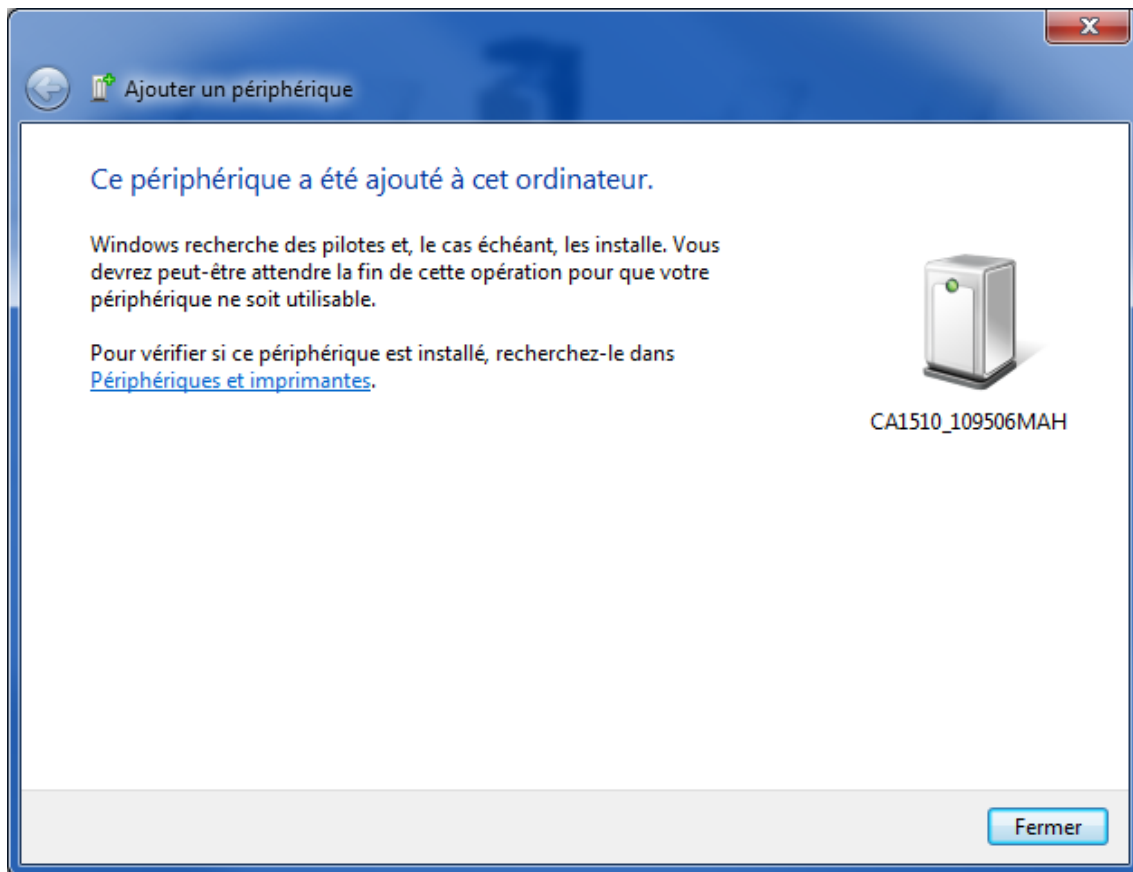 Ajouter un périphérique
Ce périphérique a été ajouté à cet ordinateur.
Windows recherche des pilotes et, le cas échéant, les installe. Vous
devrez peut-être attendre la fin de cette opération pour que votre
périphérique ne soit utilisable.
Pour vérifier si ce périphérique est installé, recherchez-le dans
Périphériques et imprimantes.
CA1510_109506MAH
Fermer